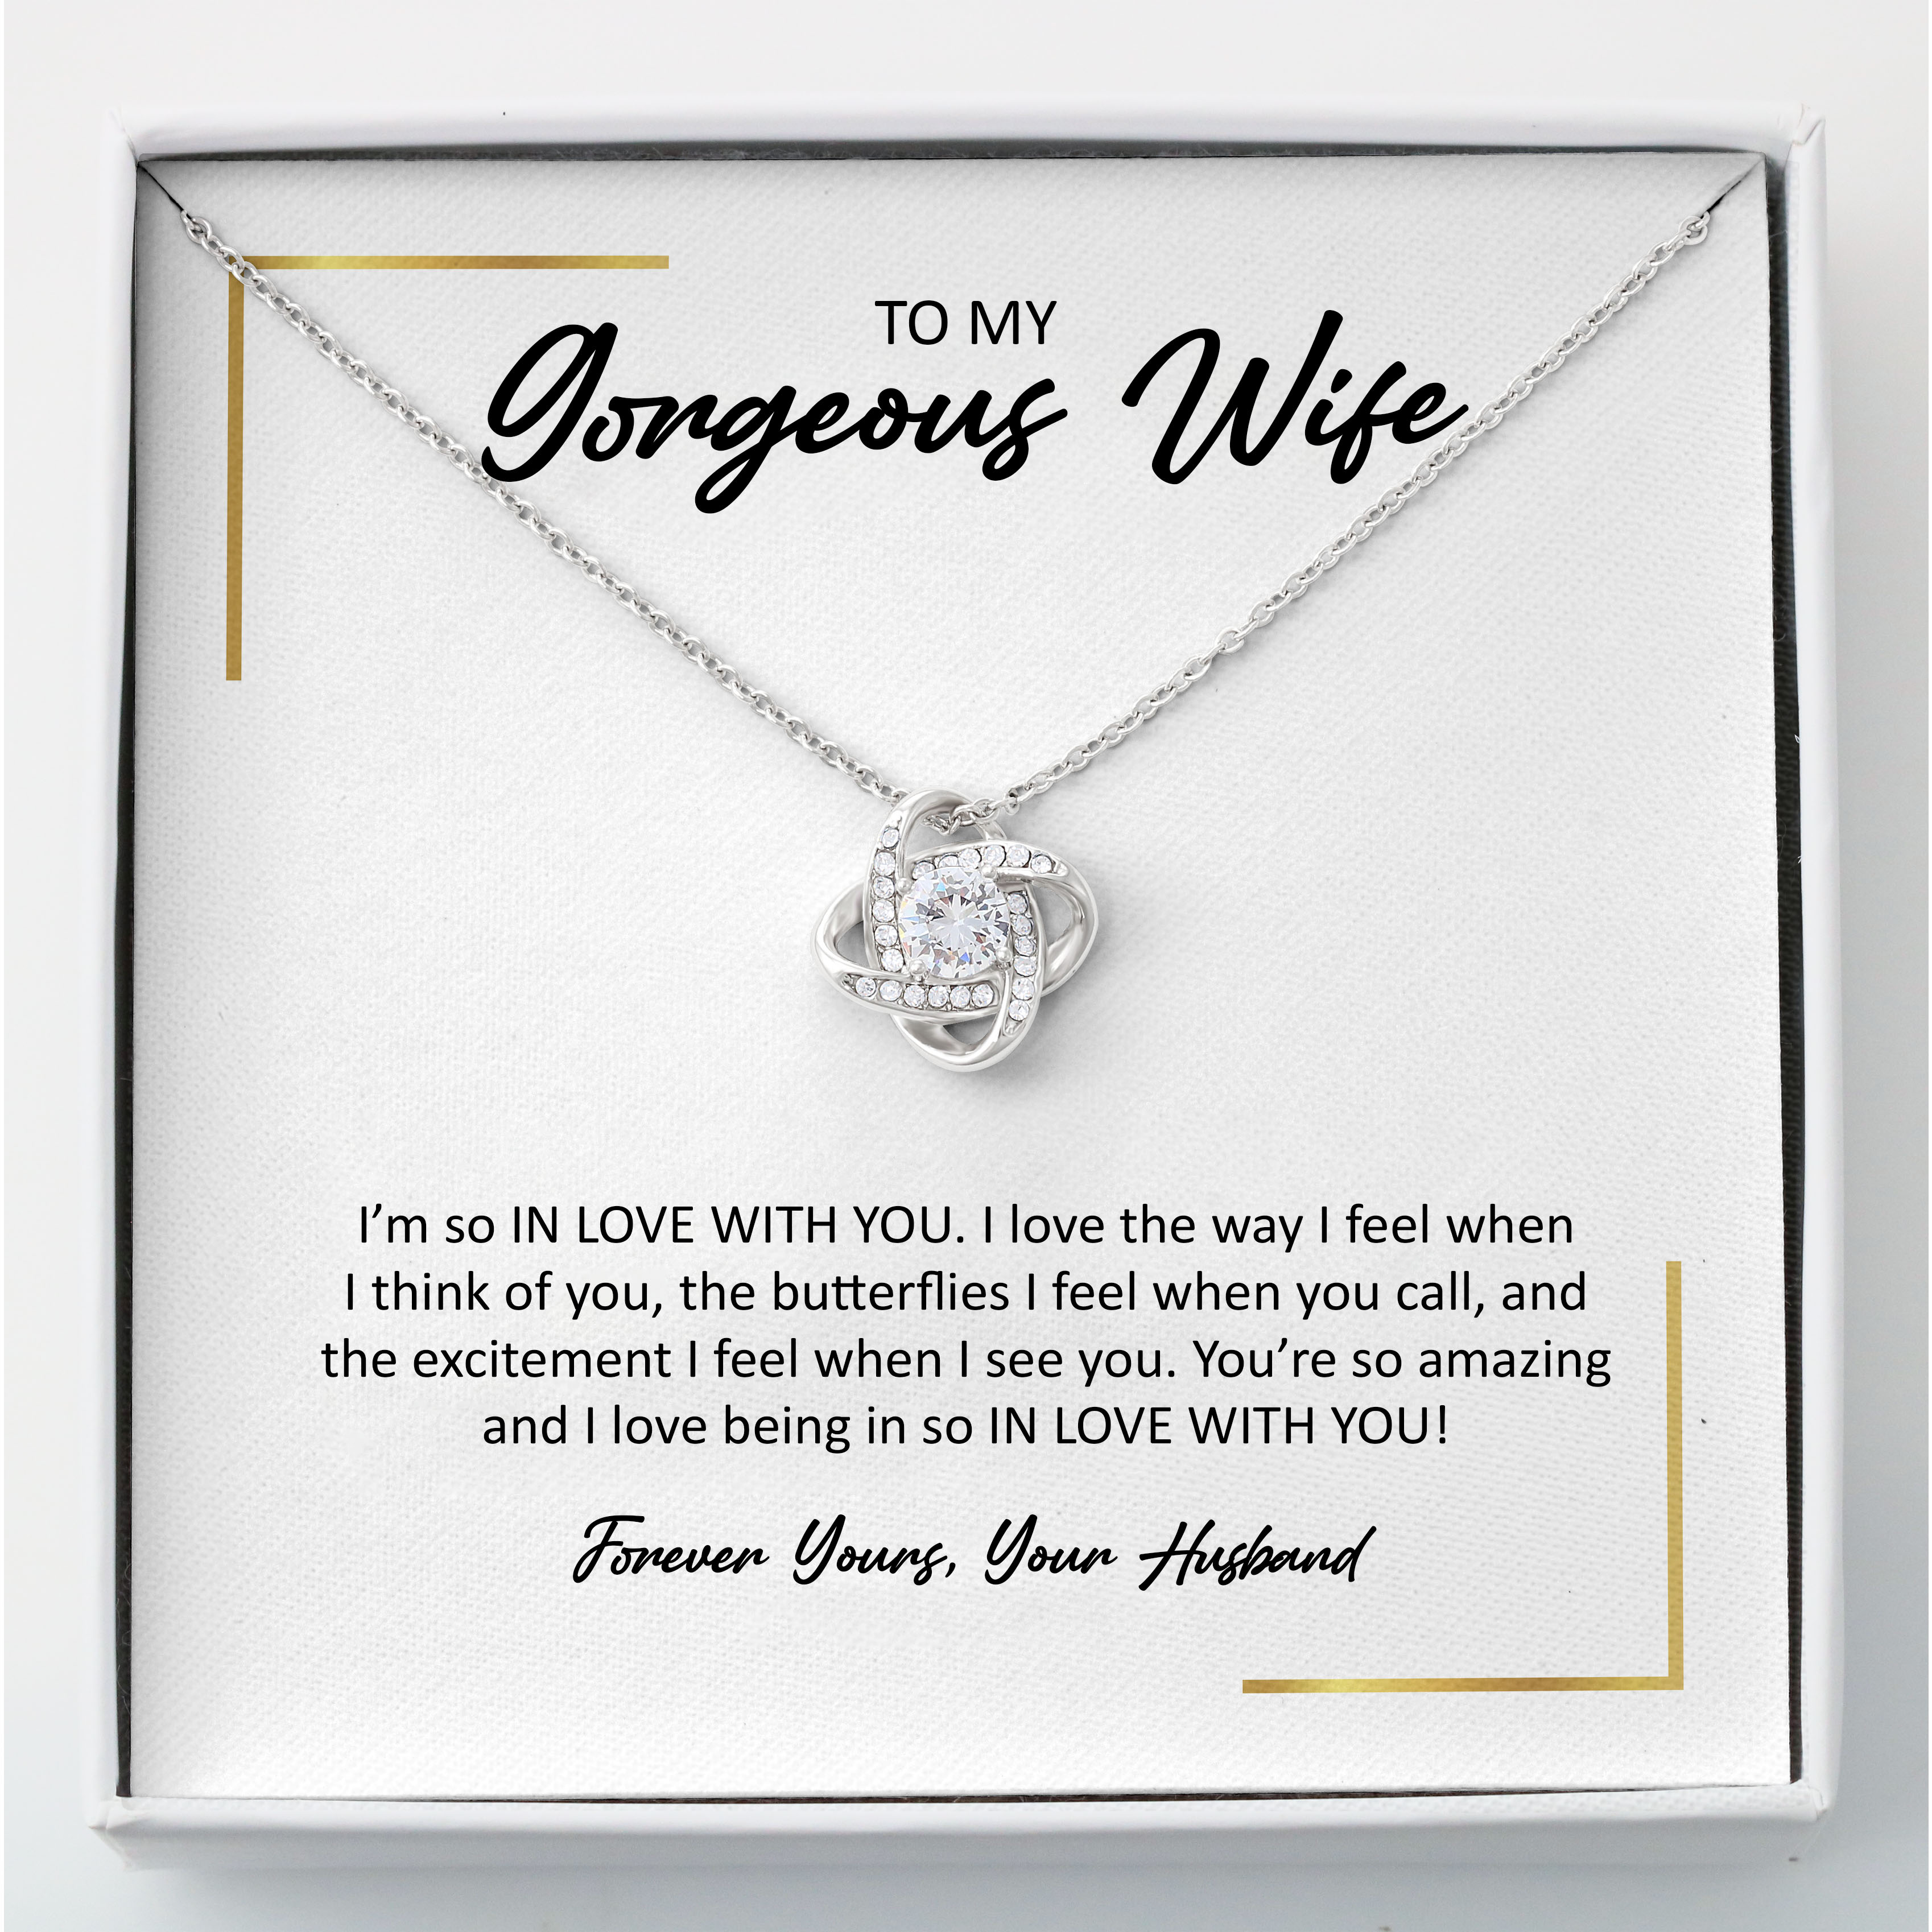 TO MY
Gorgeous Wife
I’m so IN LOVE WITH YOU. I love the way I feel when
I think of you, the butterflies I feel when you call, and
the excitement I feel when I see you. You’re so amazing
and I love being in so IN LOVE WITH YOU!
Forever Yours, Your Husband